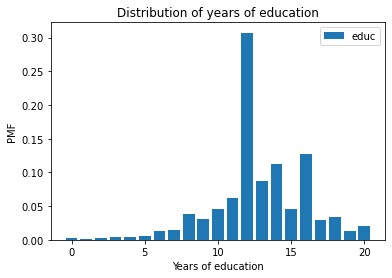 Distribution of years of education
educ
0.30
0.25
0.20
0.15
0.10
0.05
0.00
PMF
0 5 10 15 20
Years of education